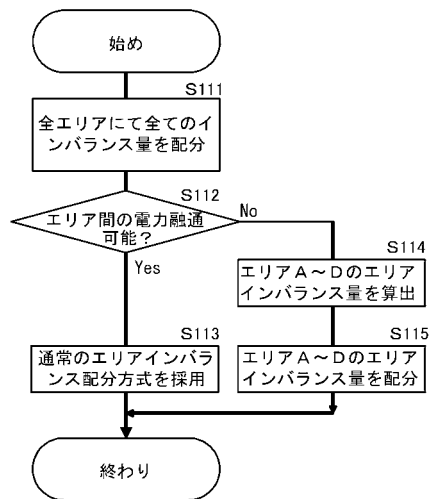 始め
S111
全エリアにて全てのイ
ンバランス量を配分
S112
エリア間の電力融通
可能？
No
Yes
S114
エリアＡ～Ｄのエリア
インバランス量を算出
S113
通常のエリアインバラ
ンス配分方式を採用
S115
エリアＡ～Ｄのエリア
インバランス量を配分
終わり